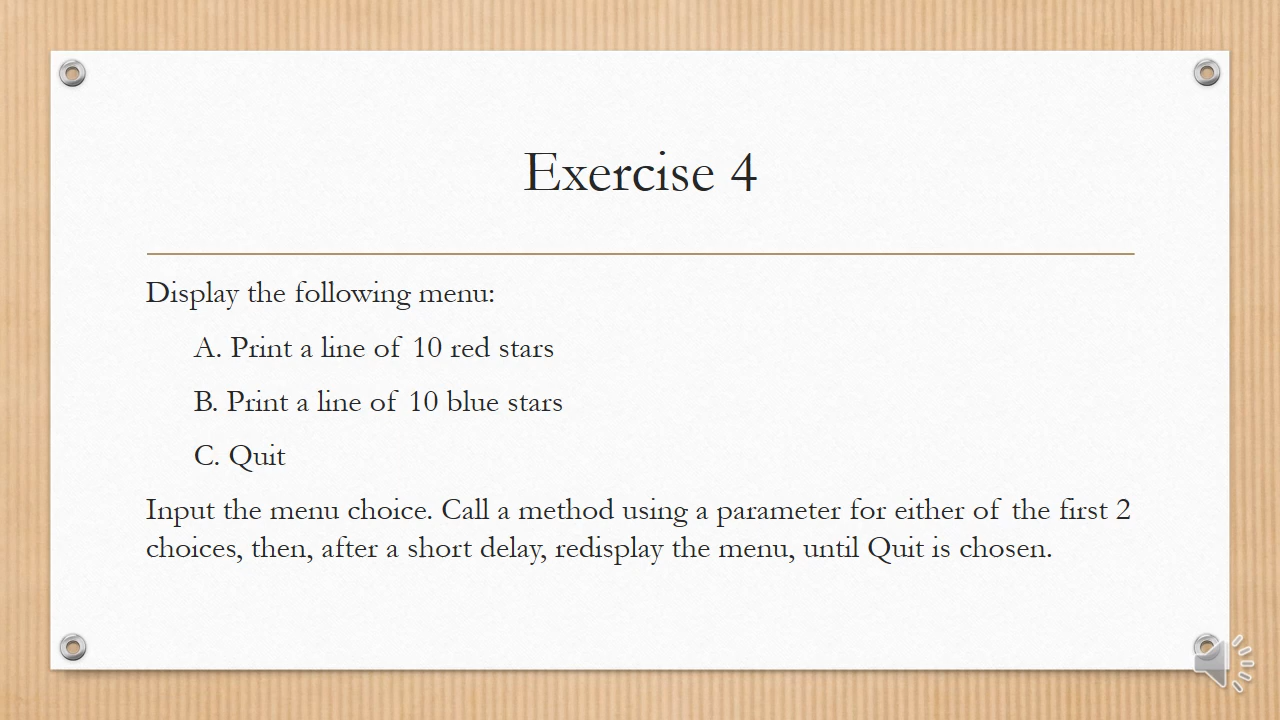 Exercise 4
Display the following menu:
A. Print a line of 10 red stars
B. Print a line of 10 blue stars
C. Quit
Input the menu choice. Call a method using a parameter for either of the first 2
choices, then, after a short delay, redisplay the menu, until Quit is chosen.